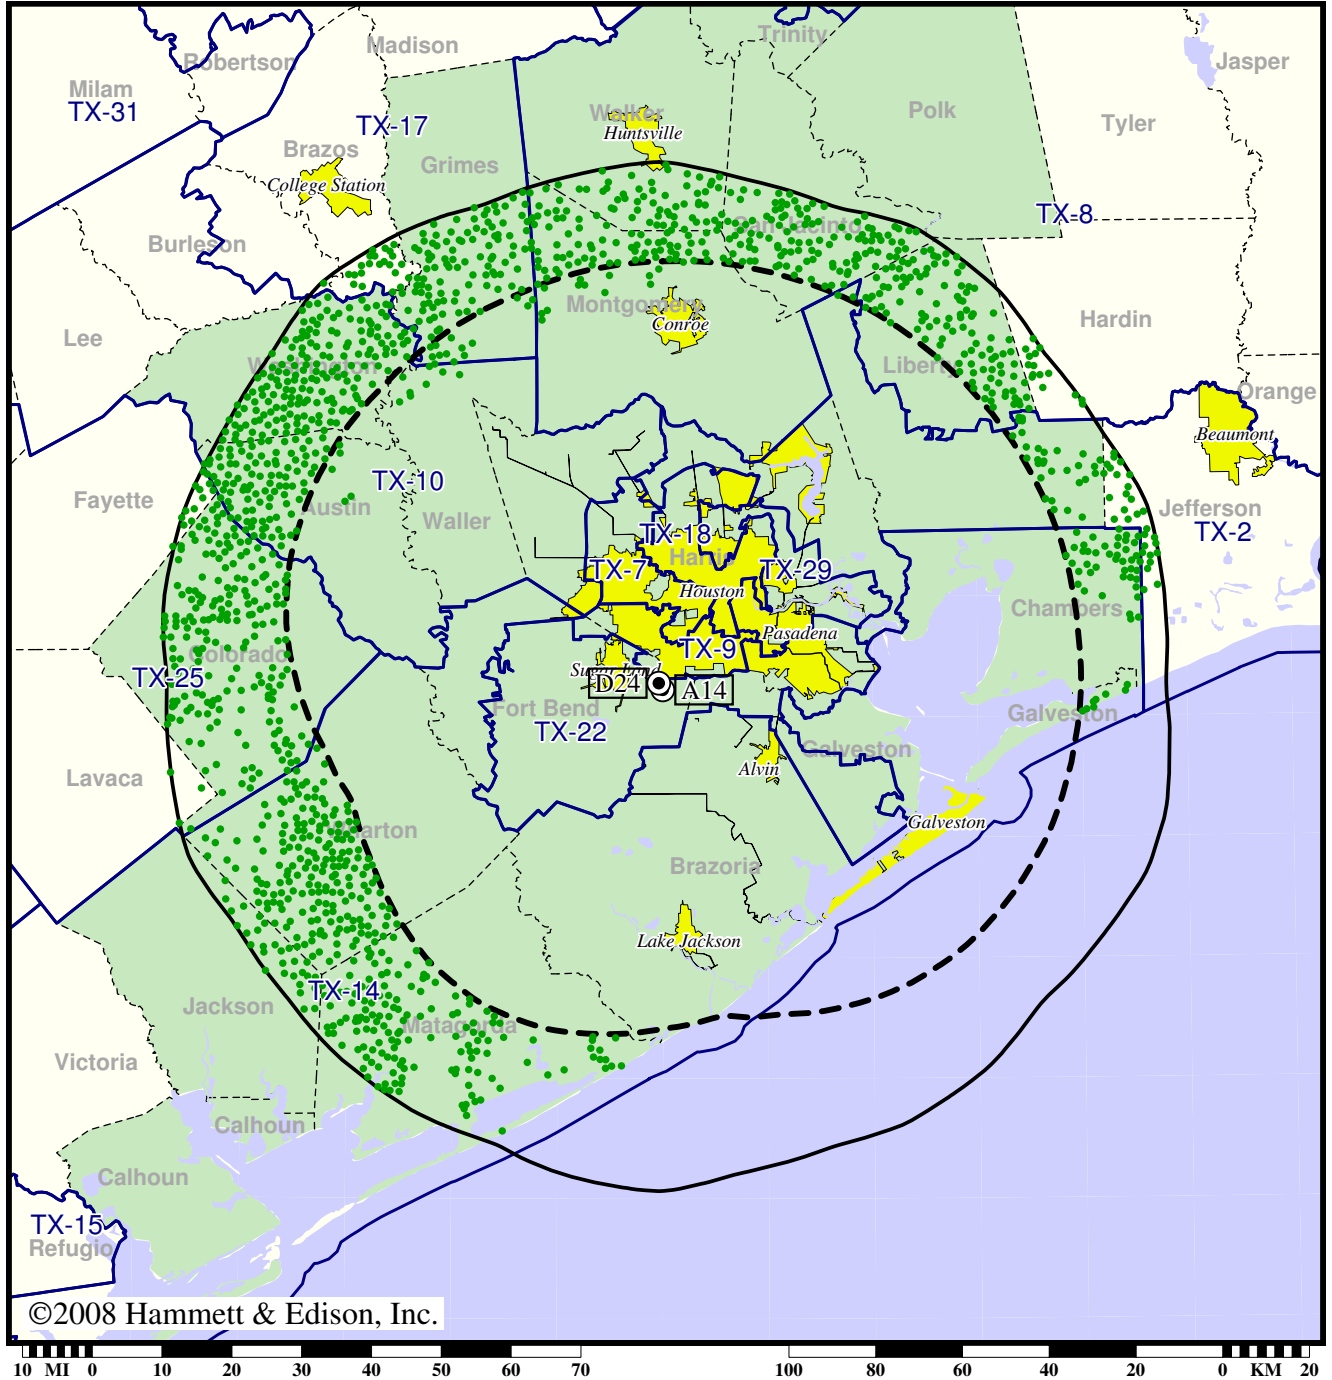 Madison
Trinity
Robertson
Jasper
Milam
TX-31
Walker
Polk
TX-17
Huntsville
Tyler
Brazos
Grimes
College Station
TX-8
San Jacinto
Burleson
Montgomery
Conroe
Hardin
Lee
Washington
Liberty
Orange
Beaumont
TX-10
Fayette
Austin
Waller
Jefferson
TX-2
TX-18
Harris
TX-7
TX-29
Houston
Chambers
Pasadena
TX-9
Colorado
TX-25
Sugar Land
D24
A14
Fort Bend
TX-22
Galveston
Galveston
Alvin
Lavaca
Galveston
Wharton
Brazoria
Lake Jackson
TX-14
Jackson
Matagorda
Victoria
Calhoun
Calhoun
TX-15
Refugio
©2008 Hammett & Edison, Inc.
10 MI 0 10 20 30 40 50 60 70 100 80 60 40 20 0 KM 20